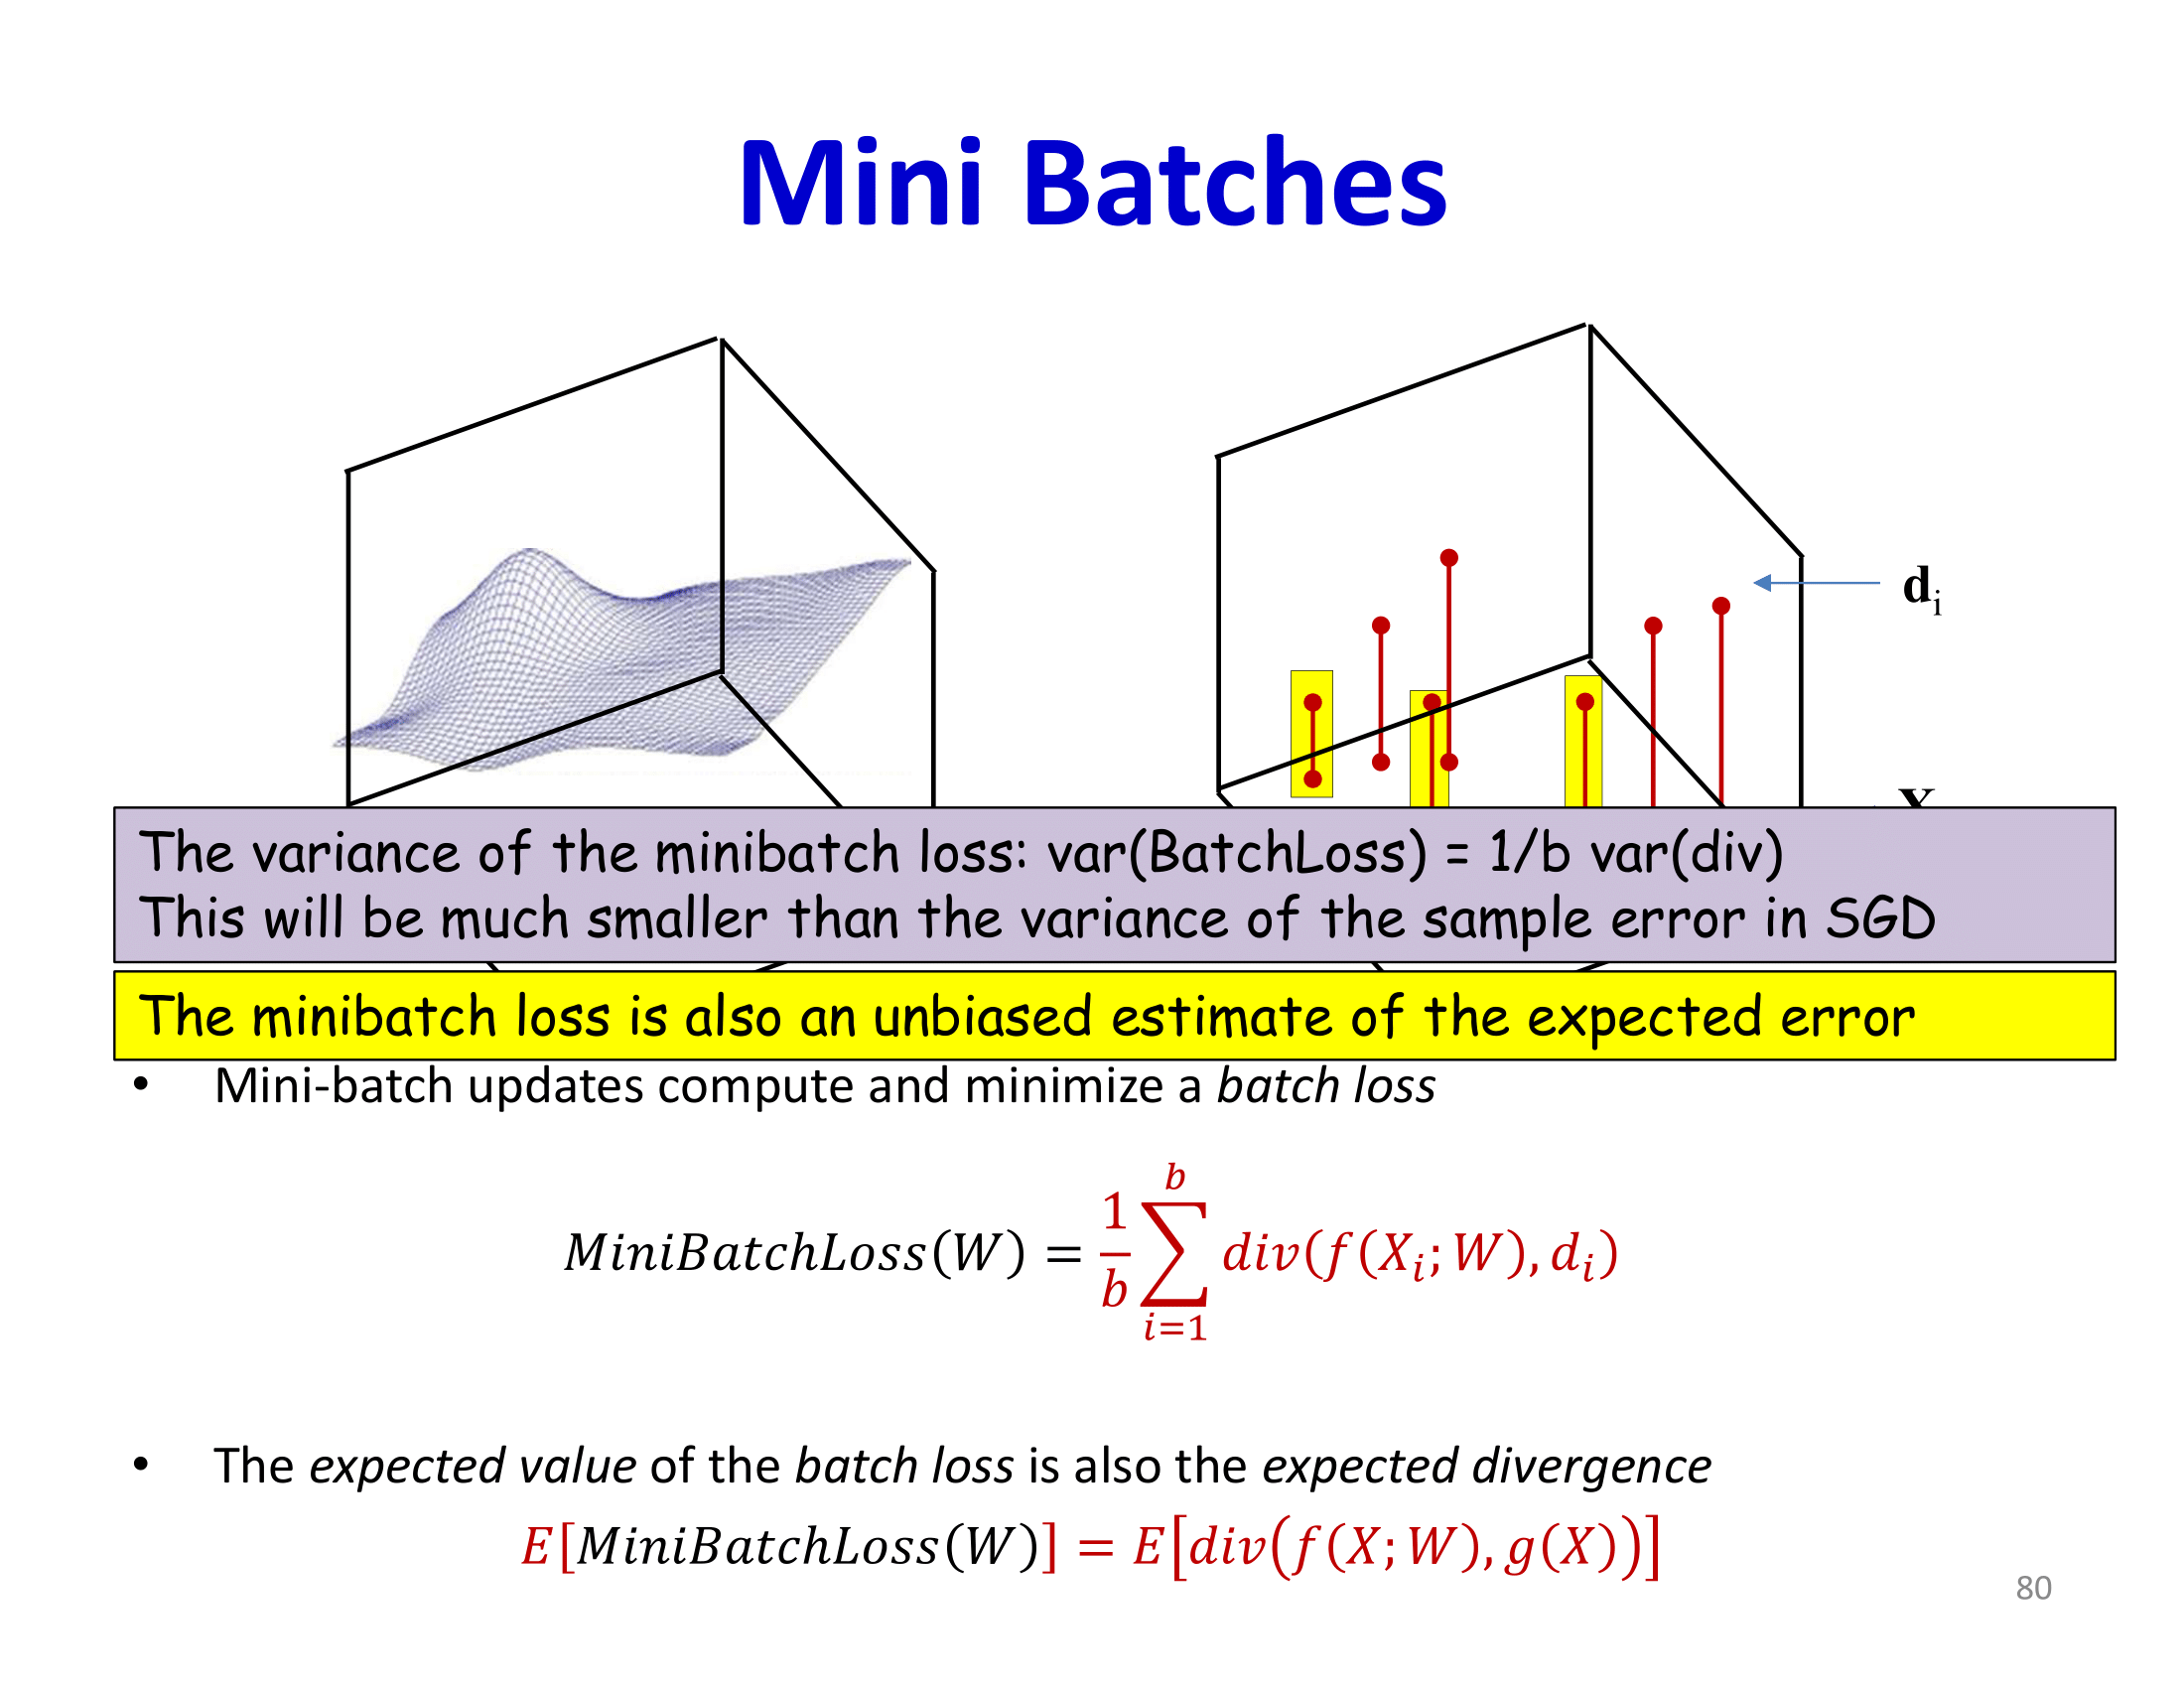 Mini Batches
dᵢ
X
The variance of the minibatch loss: var(BatchLoss) = 1/b var(div)
This will be much smaller than the variance of the sample error in SGD
The minibatch loss is also an unbiased estimate of the expected error
• Mini-batch updates compute and minimize a batch loss
MiniBatchLoss(W) = \frac{1}{b} \sum_{i=1}^{b} div(f(X_i; W), d_i)
• The expected value of the batch loss is also the expected divergence
E[MiniBatchLoss(W)] = E[div(f(X; W), g(X))]
80